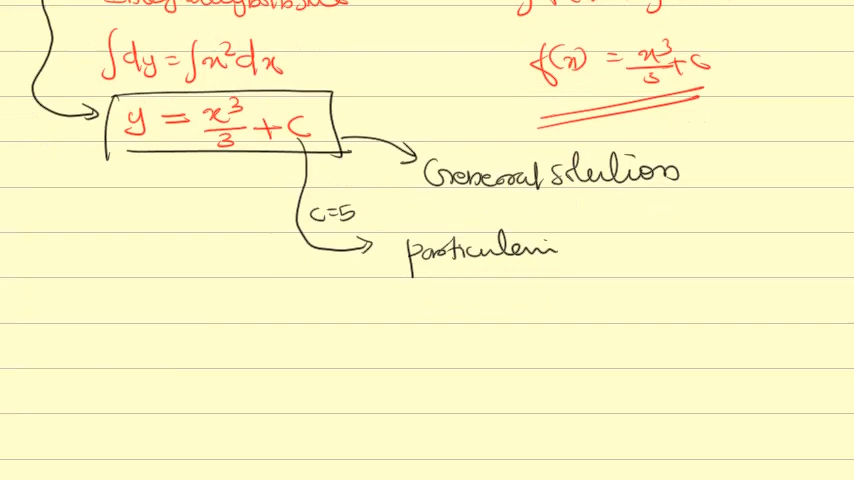 ∫dy = ∫x²dx
f(x) = x³/3 + C
y = x³/3 + C
General solution
C=5
particular